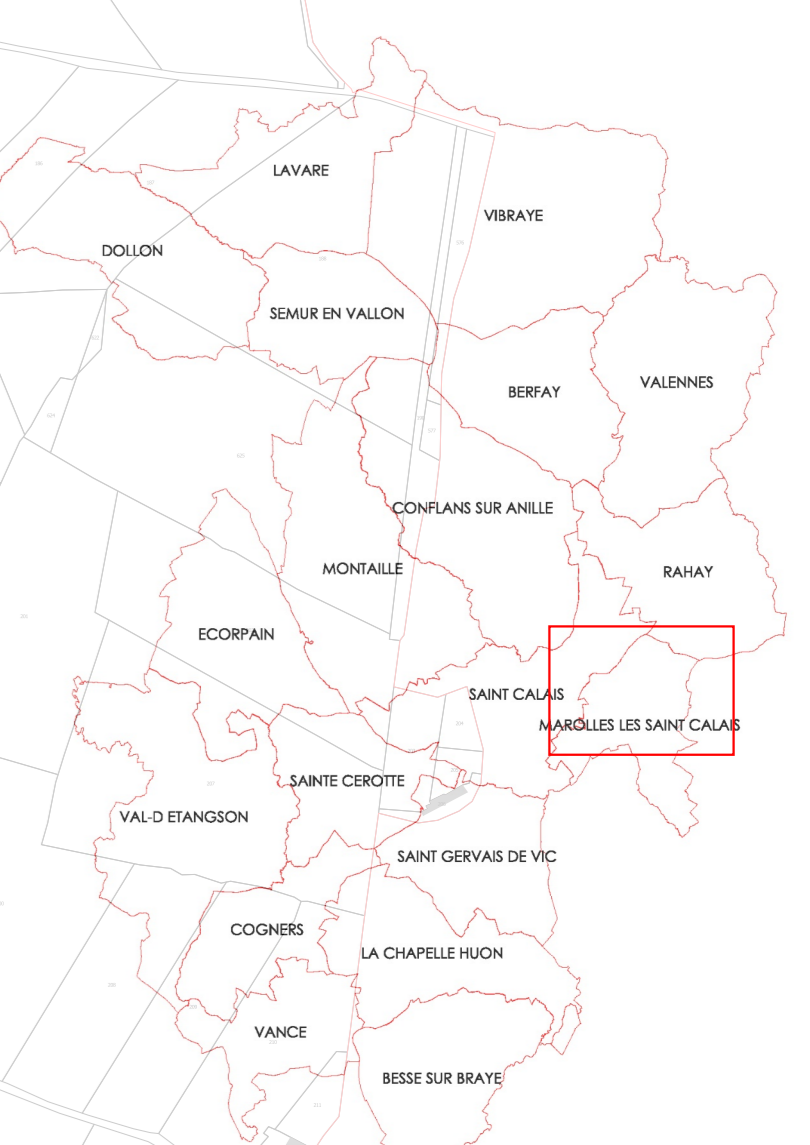 LAVARE
VIBRAYE
DOLLON
SEMUR EN VALLON
VALENNES
BERFAY
CONFLANS SUR ANILLE
MONTAILLE
RAHAY
ECORPAIN
SAINT CALAIS
MAROLLES LES SAINT CALAIS
SAINTE CEROTTE
VAL-D ETANGSON
SAINT GERVAIS DE VIC
COGNERS
LA CHAPELLE HUON
VANCE
BESSE SUR BRAYE